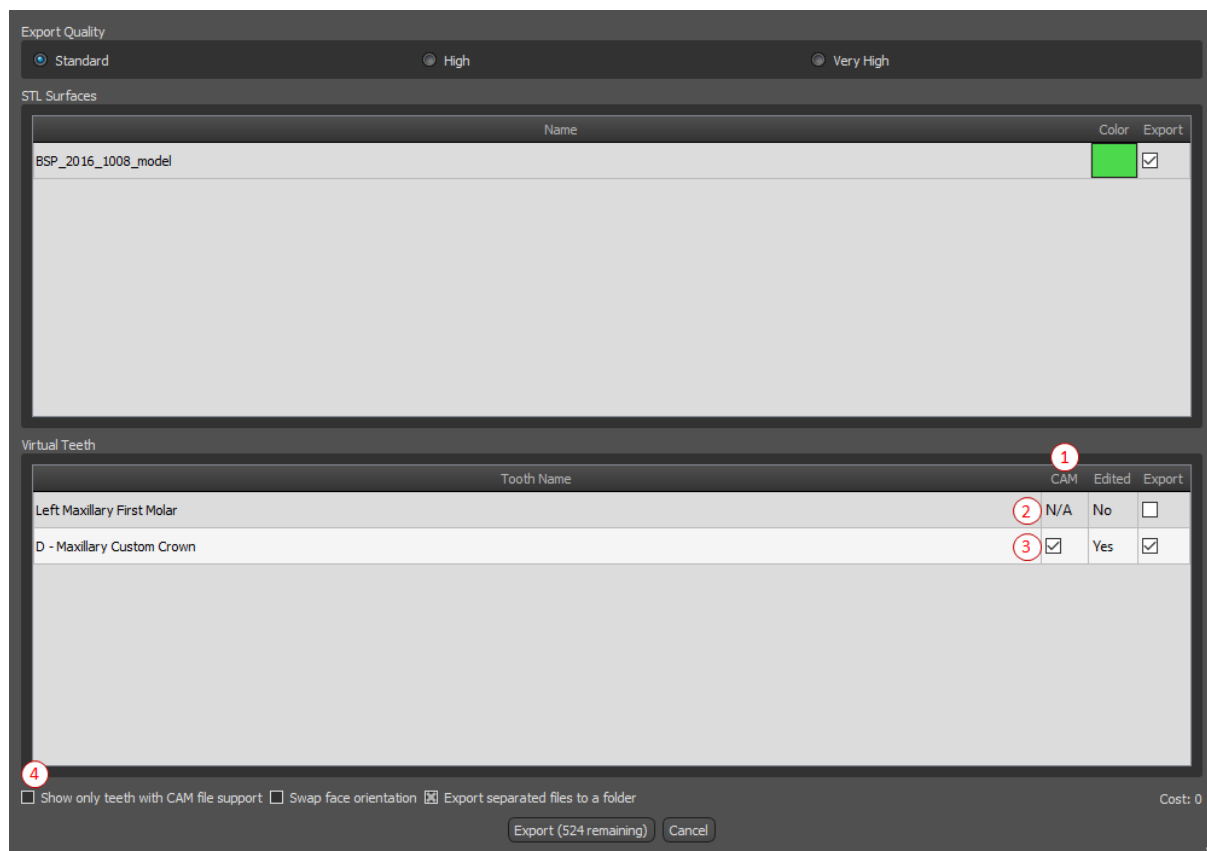 Export Quality
Standard High Very High
STL Surfaces
Name Color Export
BSP_2016_1008_model
Virtual Teeth
1
Tooth Name CAM Edited Export
Left Maxillary First Molar 2 N/A No
D - Maxillary Custom Crown 3 Yes
4
Show only teeth with CAM file support Swap face orientation Export separated files to a folder Cost: 0
Export (524 remaining) Cancel